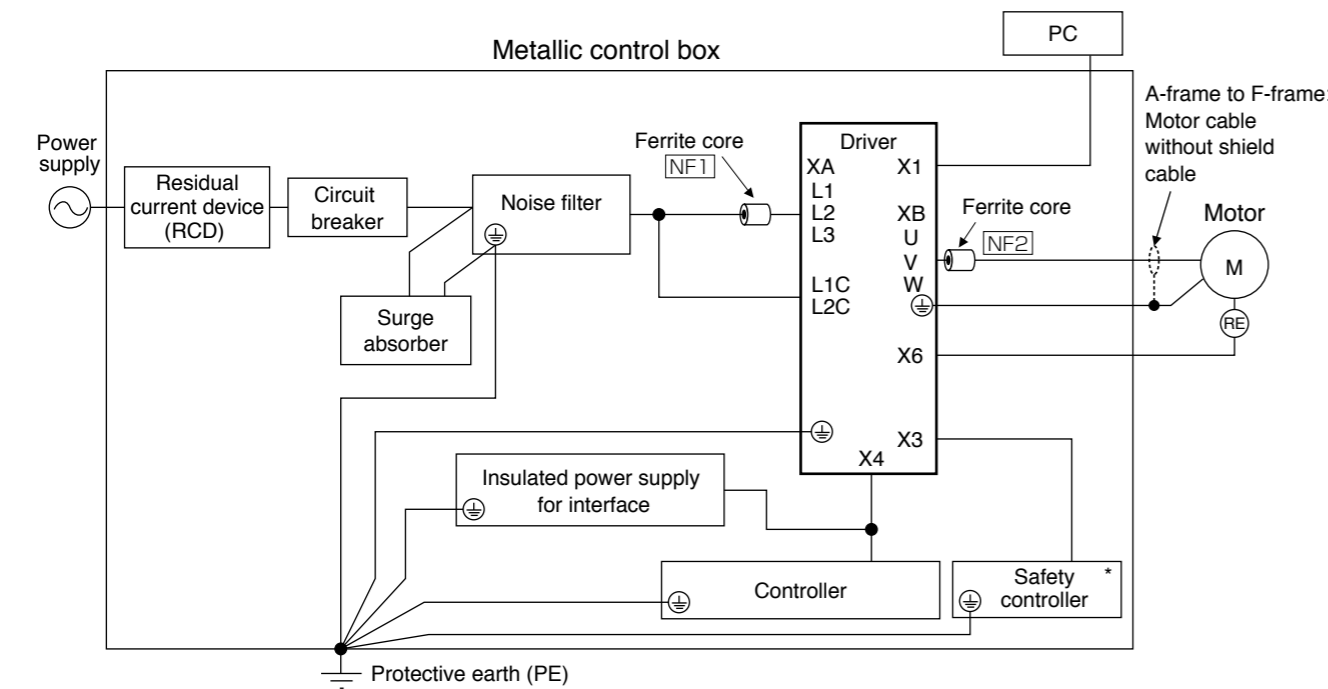 PC
Metallic control box
A-frame to F-frame:
Motor cable
without shield
cable
Power
supply
Residual
current device
(RCD)
Circuit
breaker
Noise filter
Surge
absorber
Ferrite core
NF1
Driver
XA
L1
L2
L3
L1C
L2C
X1
XB
U
V
W
X6
X3
X4
Ferrite core
NF2
Motor
M
RE
Insulated power supply
for interface
Controller
Safety *
controller
Protective earth (PE)